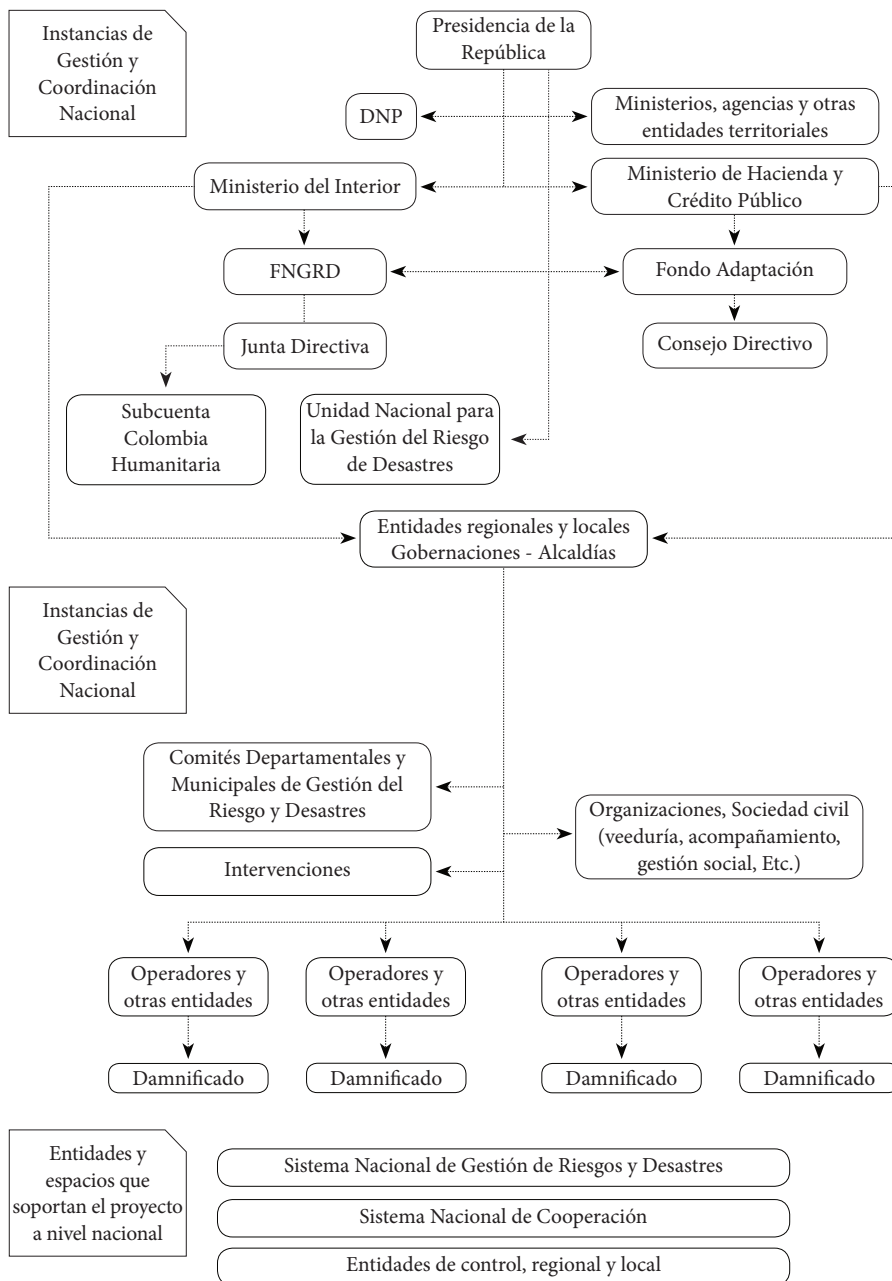 Instancias de
Gestión y
Coordinación
Nacional
Presidencia de la
República
DNP
Ministerios, agencias y otras
entidades territoriales
Ministerio del Interior
Ministerio de Hacienda y
Crédito Público
FNGRD
Fondo Adaptación
Junta Directiva
Consejo Directivo
Subcuenta
Colombia
Humanitaria
Unidad Nacional para
la Gestión del Riesgo
de Desastres
Entidades regionales y locales
Gobernaciones - Alcaldías
Instancias de
Gestión y
Coordinación
Nacional
Comités Departamentales y
Municipales de Gestión del
Riesgo y Desastres
Organizaciones, Sociedad civil
(veeduría, acompañamiento,
gestión social, Etc.)
Intervenciones
Operadores y
otras entidades
Operadores y
otras entidades
Operadores y
otras entidades
Operadores y
otras entidades
Damnificado
Damnificado
Damnificado
Damnificado
Entidades y
espacios que
soportan el proyecto
a nivel nacional
Sistema Nacional de Gestión de Riesgos y Desastres
Sistema Nacional de Cooperación
Entidades de control, regional y local